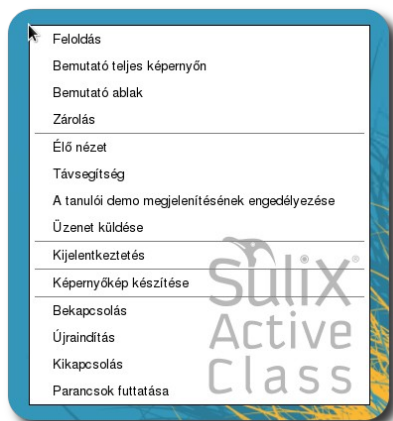 Feloldás
Bemutató teljes képernyőn
Bemutató ablak
Zárolás
Élő nézet
Távsegítség
A tanulói demo megjelenítésének engedélyezése
Üzenet küldése
Kijelentkeztetés
Képernyőkép készítése
Bekapcsolás
Újraindítás
Kikapcsolás
Parancsok futtatása
SuliX®
Active
Class